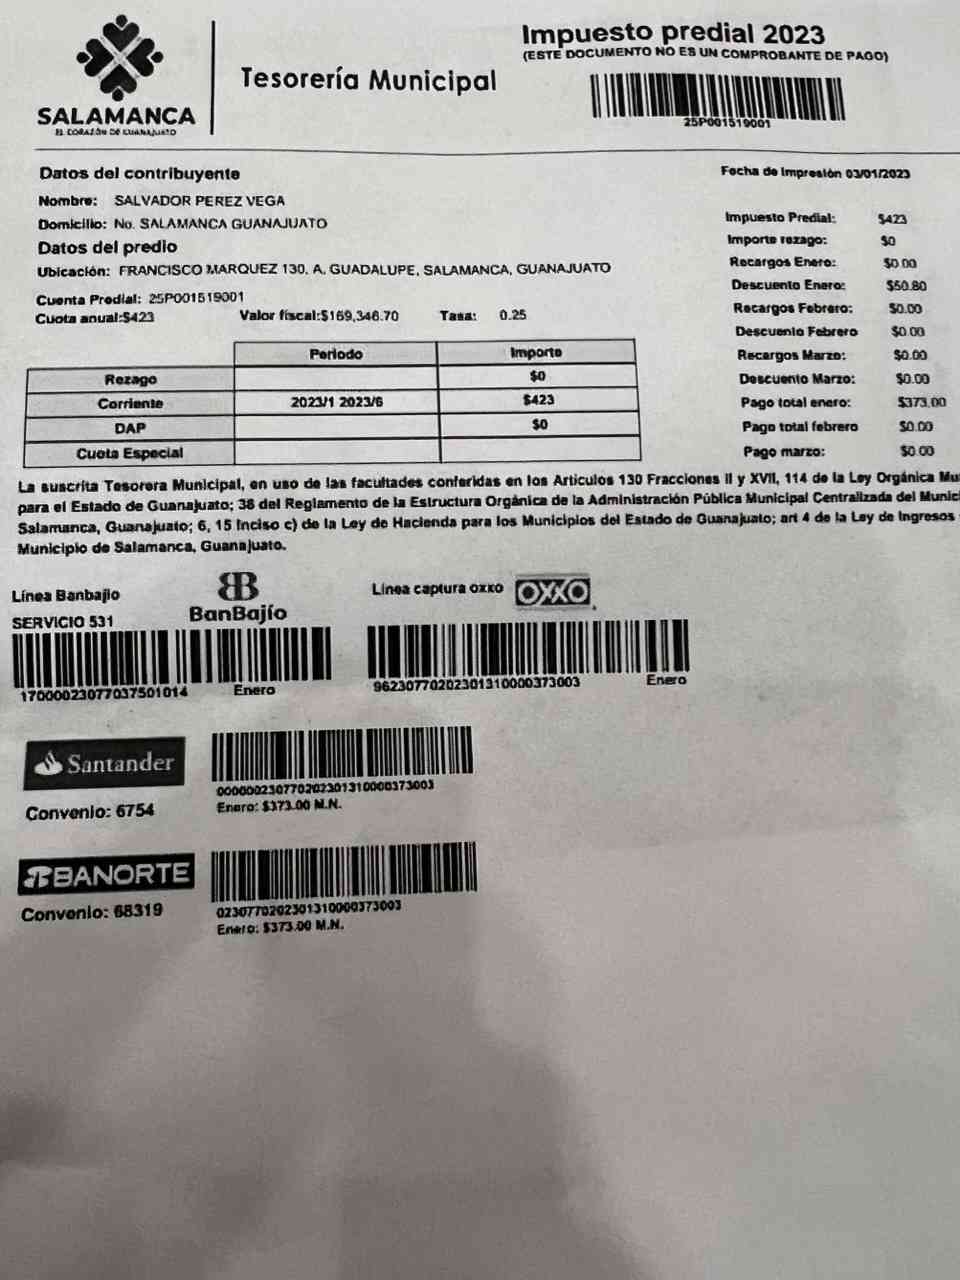 SALAMANCA
EL CORAZÓN DE GUANAJUATO
Tesorería Municipal
Impuesto predial 2023
(ESTE DOCUMENTO NO ES UN COMPROBANTE DE PAGO)
25P001519001
Datos del contribuyente
Nombre: SALVADOR PEREZ VEGA
Domicilio: No. SALAMANCA GUANAJUATO
Datos del predio
Ubicación: FRANCISCO MARQUEZ 130. A. GUADALUPE, SALAMANCA, GUANAJUATO
Cuenta Predial: 25P001519001
Cuota anual:$423 Valor fiscal:$169,346.70 Tasa: 0.25
Fecha de Impresión 03/01/2023
Impuesto Predial: $423
Importe rezago: $0
Recargos Enero: $0.00
Descuento Enero: $50.80
Recargos Febrero: $0.00
Descuento Febrero $0.00
Recargos Marzo: $0.00
Descuento Marzo: $0.00
Pago total enero: $373.00
Pago total febrero $0.00
Pago marzo: $0.00
Periodo Importe
Rezago $0
Corriente 2023/1 2023/6 $423
DAP $0
Cuota Especial
La suscrita Tesorera Municipal, en uso de las facultades conferidas en los Artículos 130 Fracciones II y XVII, 114 de la Ley Orgánica Mu
para el Estado de Guanajuato; 38 del Reglamento de la Estructura Orgánica de la Administración Pública Municipal Centralizada del Munici
Salamanca, Guanajuato; 6, 15 Inciso c) de la Ley de Hacienda para los Municipios del Estado de Guanajuato; art 4 de la Ley de Ingresos
Municipio de Salamanca, Guanajuato.
Línea Banbajio
BanBajío
SERVICIO 531
17000023077037501014 Enero
Línea captura oxxo
OXXO
96230770202301310000373003 Enero
Santander
Convenio: 6754
00000023077020230131​0000373003
Enero: $373.00 M.N.
BANORTE
Convenio: 68319
0230770202301310000373003
Enero: $373.00 M.N.